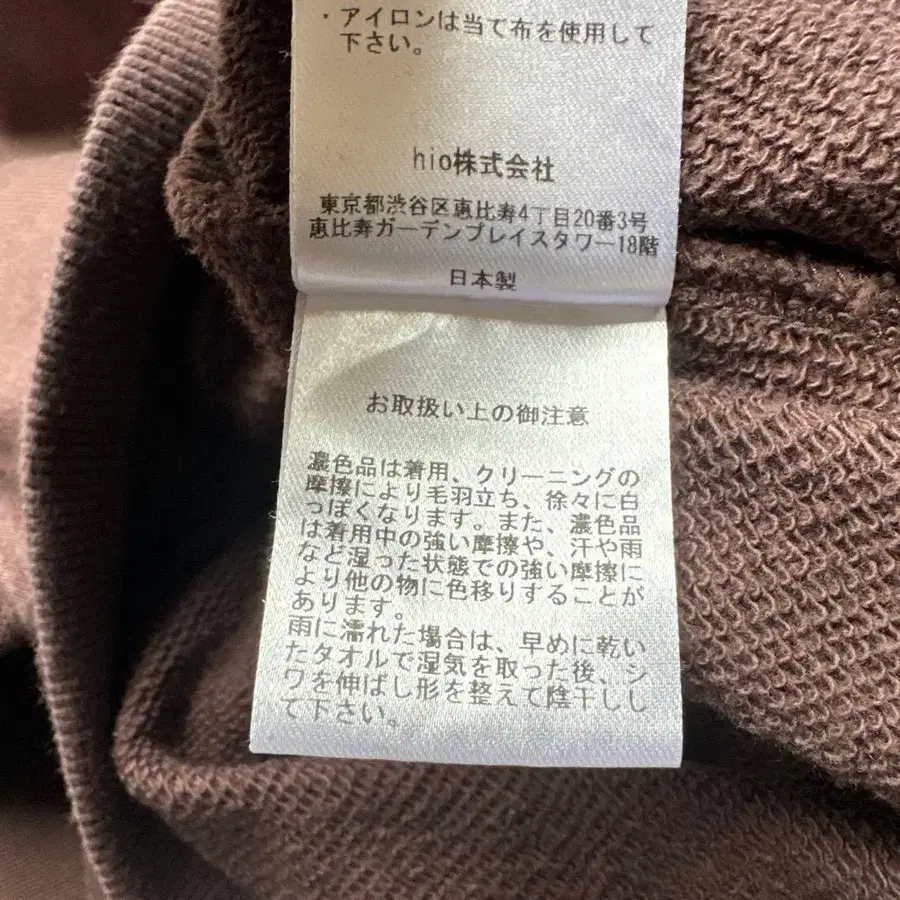 ・アイロンは当て布を使用して
下さい。
hio株式会社
東京都渋谷区恵比寿4丁目20番3号
恵比寿ガーデンプレイスタワー18階
日本製
お取扱い上の御注意
濃色品は着用、クリーニングの
摩擦により毛羽立ち、徐々に白
っぽくなります。また、濃色品
は着用中の強い摩擦や、汗や雨
など湿った状態での強い摩擦に
より他の物に色移りすることが
あります。
雨に濡れた場合は、早めに乾い
たタオルで湿気を取った後、シ
ワを伸ばし形を整えて陰干しし
て下さい。